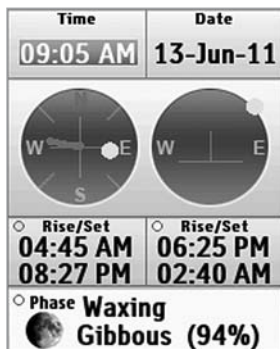 Time
Date
09:05 AM
13-Jun-11
N
W
E
S
W
E
Rise/Set
04:45 AM
08:27 PM
Rise/Set
06:25 PM
02:40 AM
Phase Waxing
Gibbous (94%)